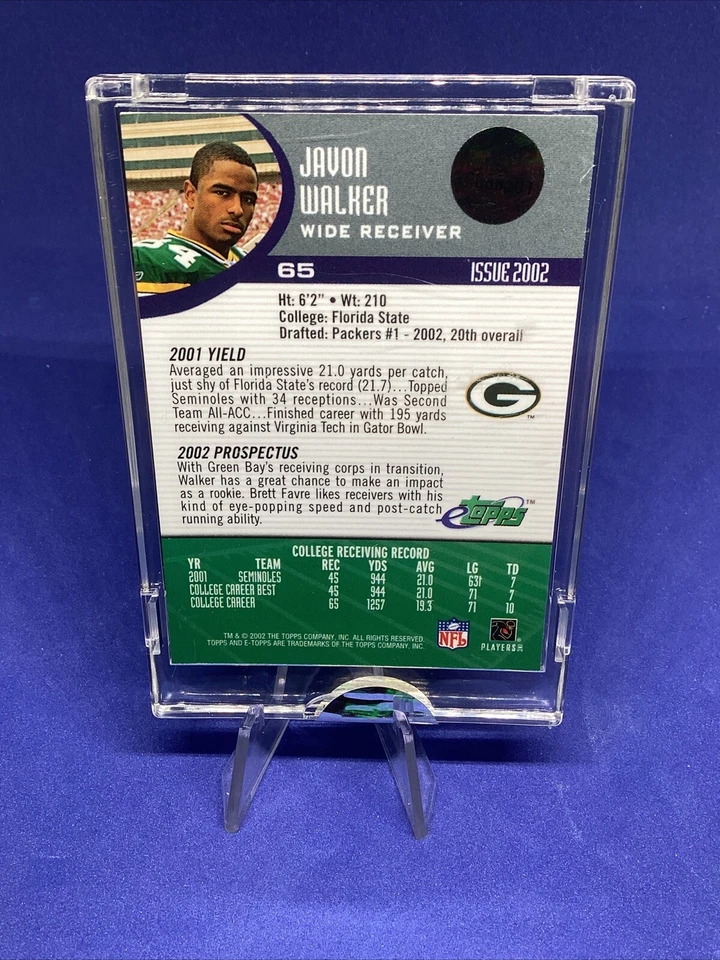 JAVON
WALKER
WIDE RECEIVER
65
ISSUE 2002
Ht: 6'2" • Wt: 210
College: Florida State
Drafted: Packers #1 - 2002, 20th overall
2001 YIELD
Averaged an impressive 21.0 yards per catch,
just shy of Florida State's record (21.7)...Topped
Seminoles with 34 receptions...Was Second
Team All-ACC...Finished career with 195 yards
receiving against Virginia Tech in Gator Bowl.
G
TM
2002 PROSPECTUS
With Green Bay's receiving corps in transition,
Walker has a great chance to make an impact
as a rookie. Brett Favre likes receivers with his
kind of eye-popping speed and post-catch
running ability.
etopps TM
COLLEGE RECEIVING RECORD
YR TEAM REC YDS AVG LG TD
2001 SEMINOLES 45 944 21.0 63t 7
COLLEGE CAREER BEST 45 944 21.0 71 7
COLLEGE CAREER 65 1257 19.3 71 10
TM & © 2002 THE TOPPS COMPANY, INC. ALL RIGHTS RESERVED.
TOPPS AND E-TOPPS ARE TRADEMARKS OF THE TOPPS COMPANY, INC.
NFL
PLAYERS INC
84